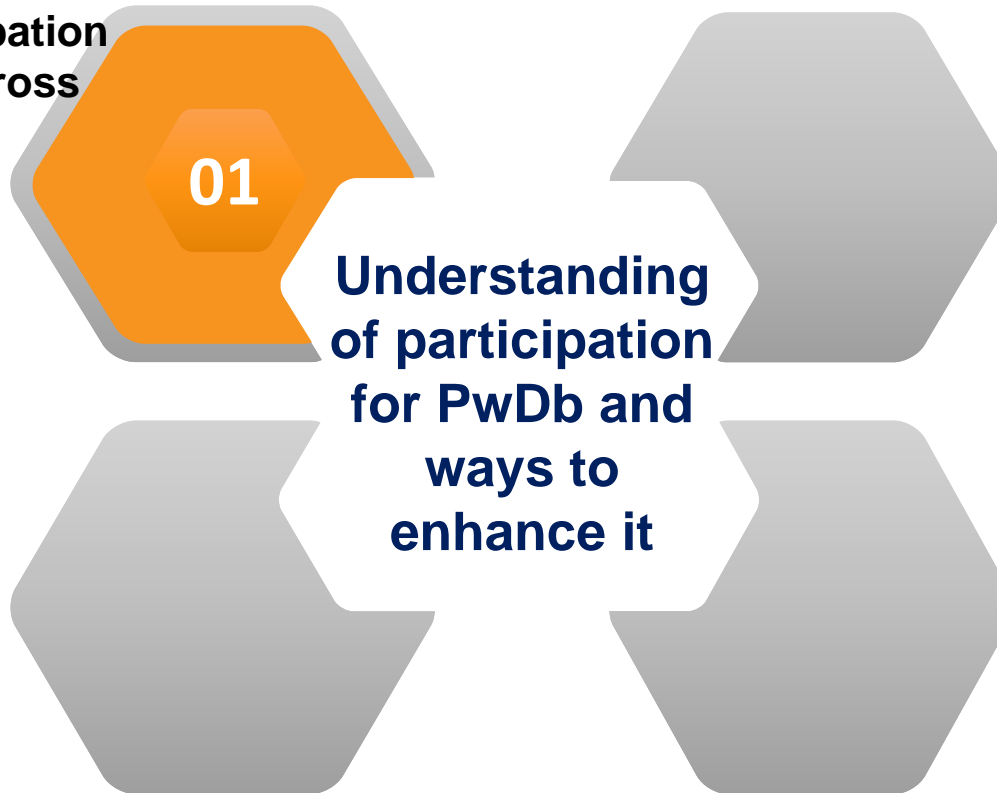 pation
ross
01
Understanding
of participation
for PwDb and
ways to
enhance it